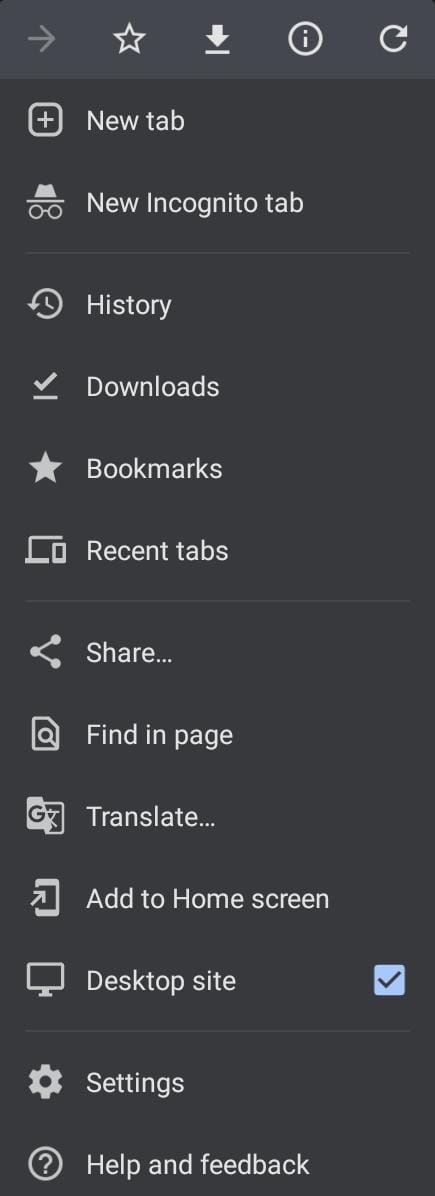 New tab
New Incognito tab
History
Downloads
Bookmarks
Recent tabs
Share…
Find in page
Translate…
Add to Home screen
Desktop site
Settings
Help and feedback